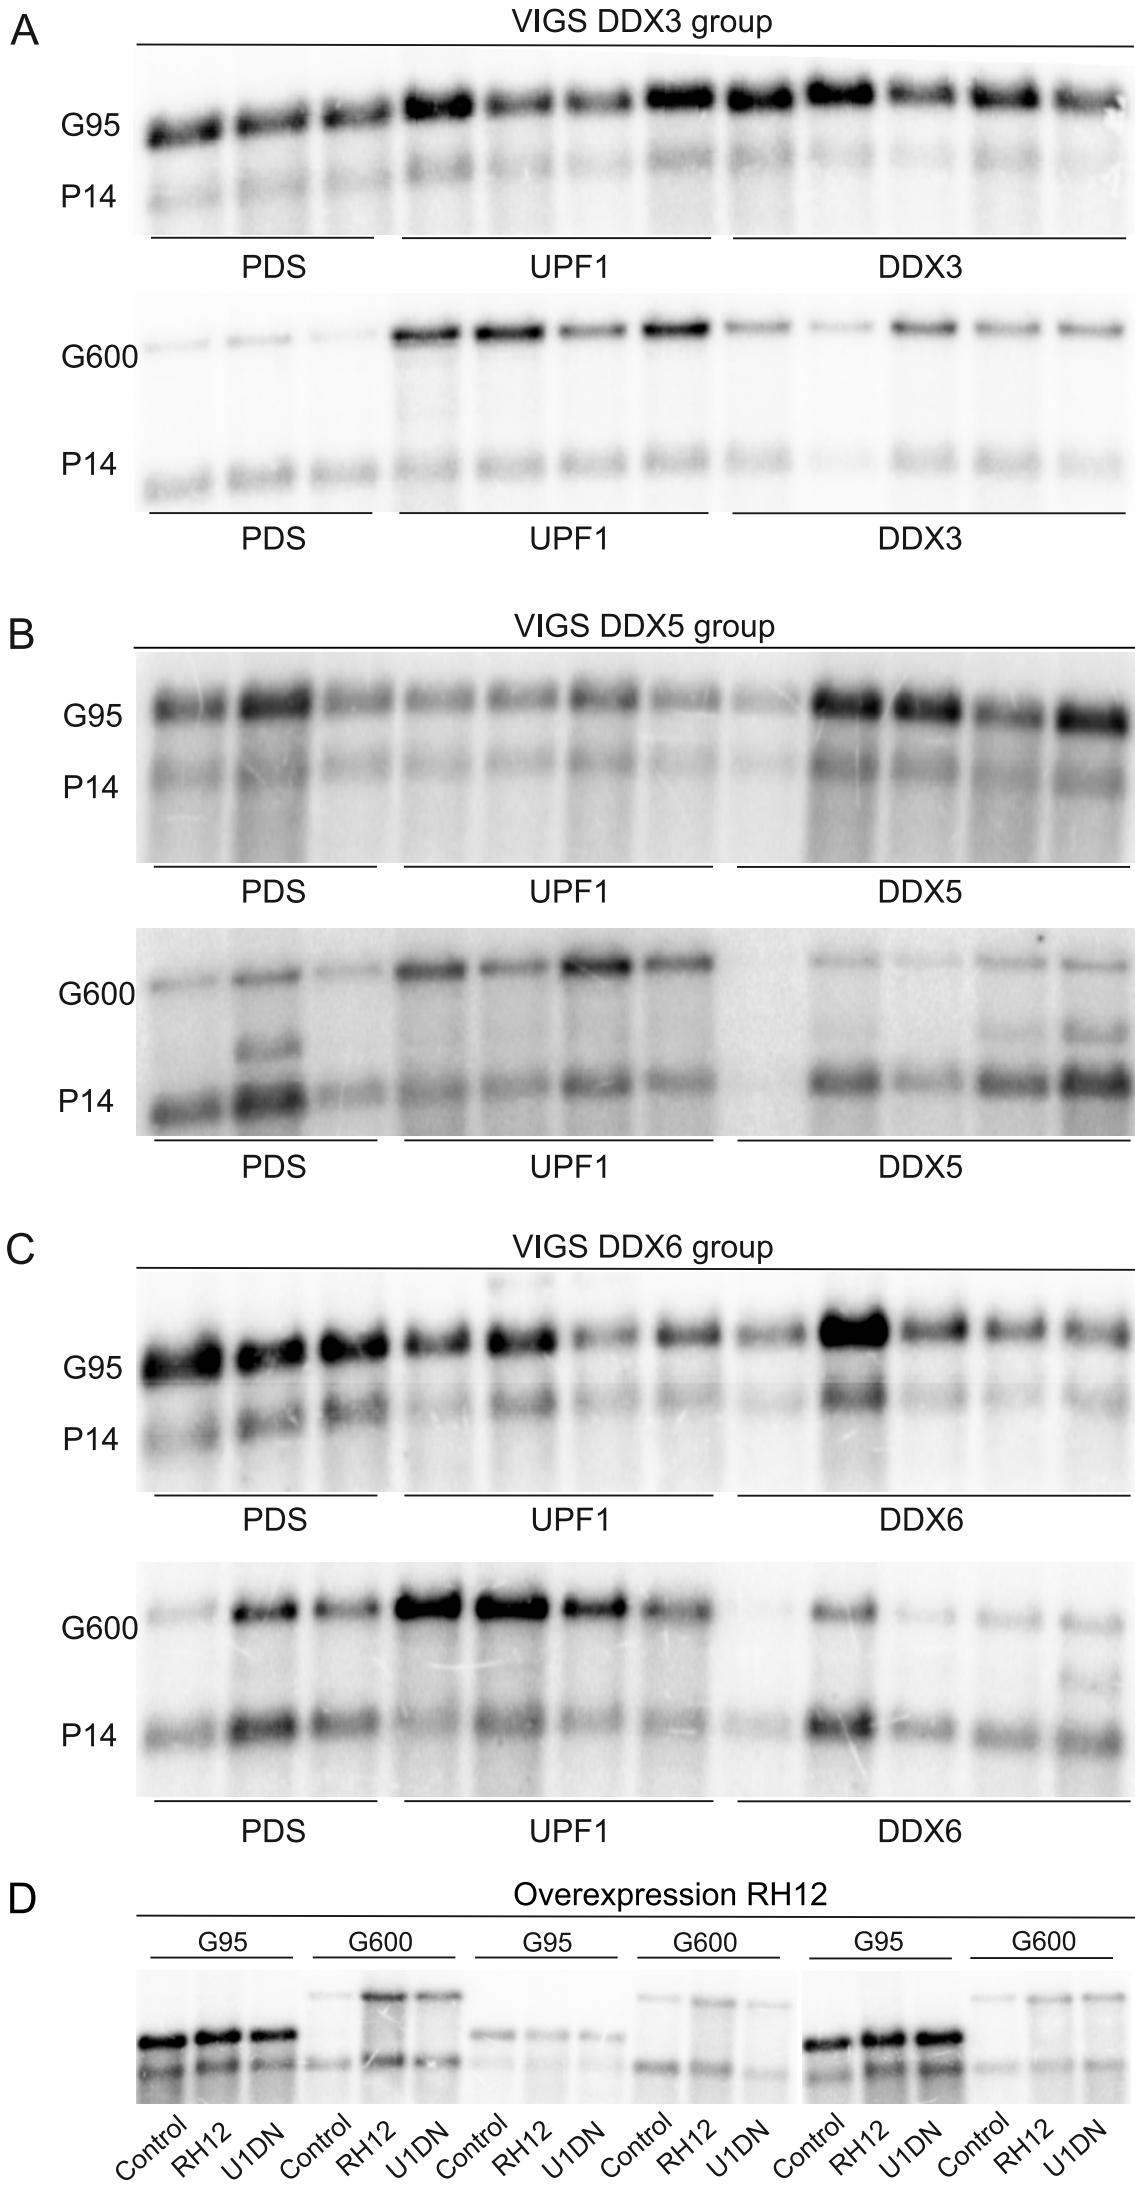 A
VIGS DDX3 group
G95
P14
PDS UPF1 DDX3
G600
P14
PDS UPF1 DDX3
B
VIGS DDX5 group
G95
P14
PDS UPF1 DDX5
G600
P14
PDS UPF1 DDX5
C
VIGS DDX6 group
G95
P14
PDS UPF1 DDX6
G600
P14
PDS UPF1 DDX6
D
Overexpression RH12
G95 G600 G95 G600 G95 G600
Control RH12 U1DN Control RH12 U1DN Control RH12 U1DN Control RH12 U1DN Control RH12 U1DN Control RH12 U1DN